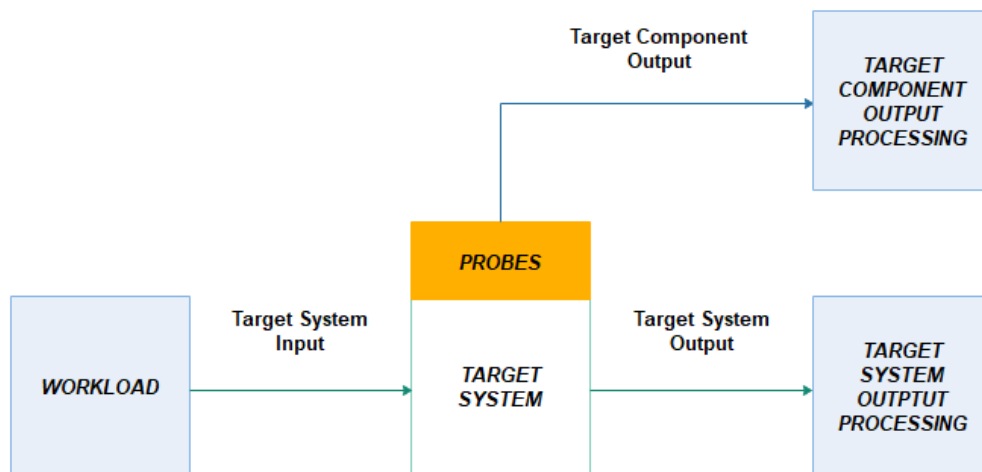 Target Component
Output
TARGET
COMPONENT
OUTPUT
PROCESSING
PROBES
WORKLOAD
Target System
Input
TARGET
SYSTEM
Target System
Output
TARGET
SYSTEM
OUTPTUT
PROCESSING